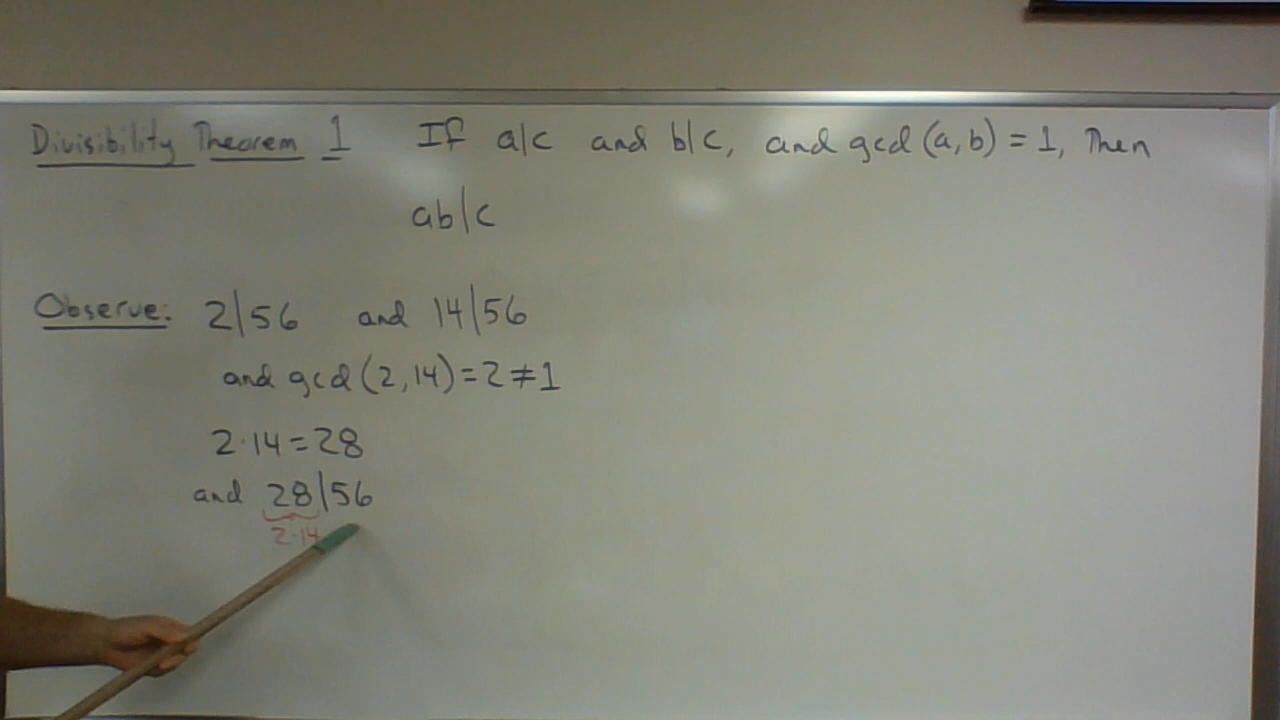 Divisibility Theorem 1 If a|c and b|c, and gcd(a,b)=1, Then
ab|c
Observe: 2|56 and 14|56
and gcd(2,14)=2≠1
2·14=28
and 28|56
2·14